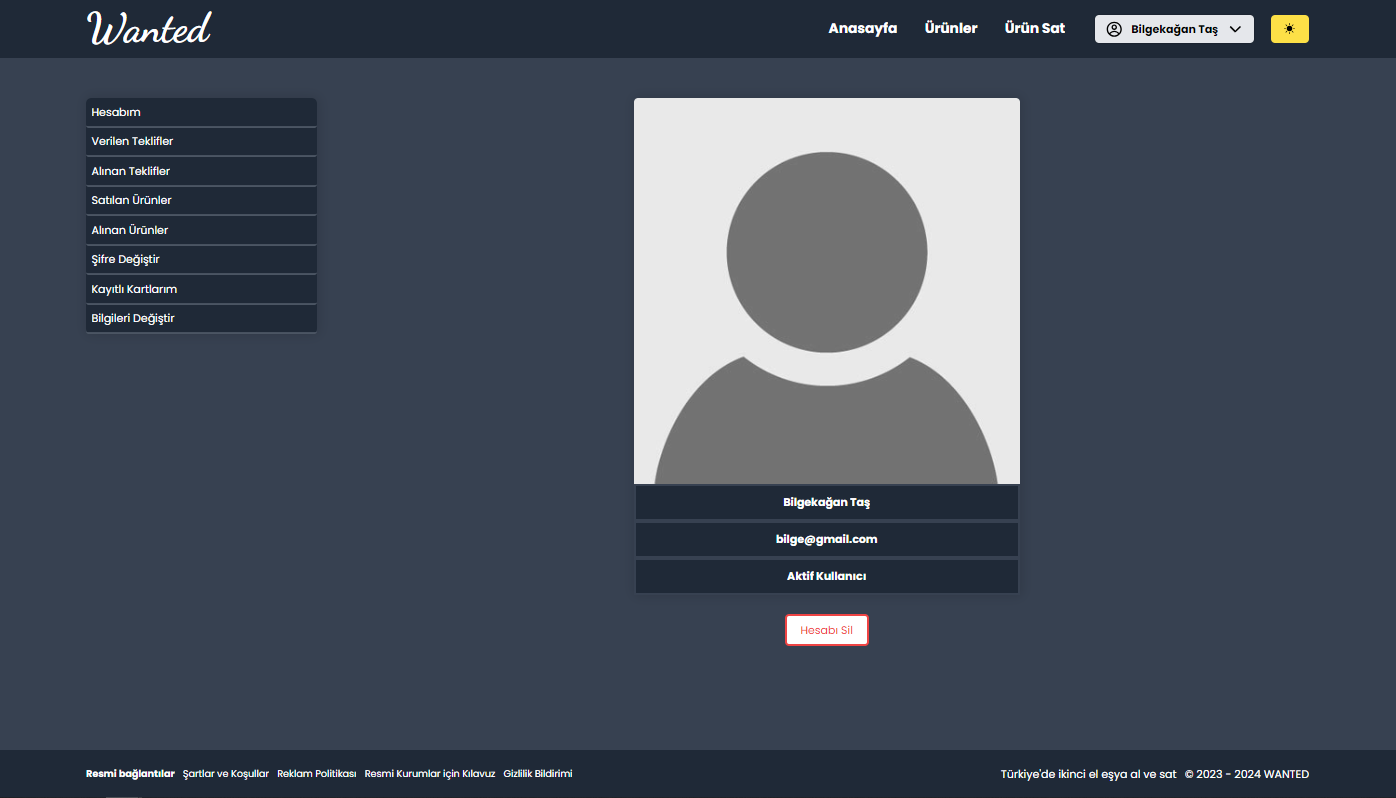 Wanted
Anasayfa Ürünler Ürün Sat Bilgekağan Taş
Hesabım
Verilen Teklifler
Alınan Teklifler
Satılan Ürünler
Alınan Ürünler
Şifre Değiştir
Kayıtlı Kartlarım
Bilgileri Değiştir
Bilgekağan Taş
bilge@gmail.com
Aktif Kullanıcı
Hesabı Sil
Resmi bağlantılar Şartlar ve Koşullar Reklam Politikası Resmi Kurumlar için Kılavuz Gizlilik Bildirimi
Türkiye'de ikinci el eşya al ve sat © 2023 - 2024 WANTED